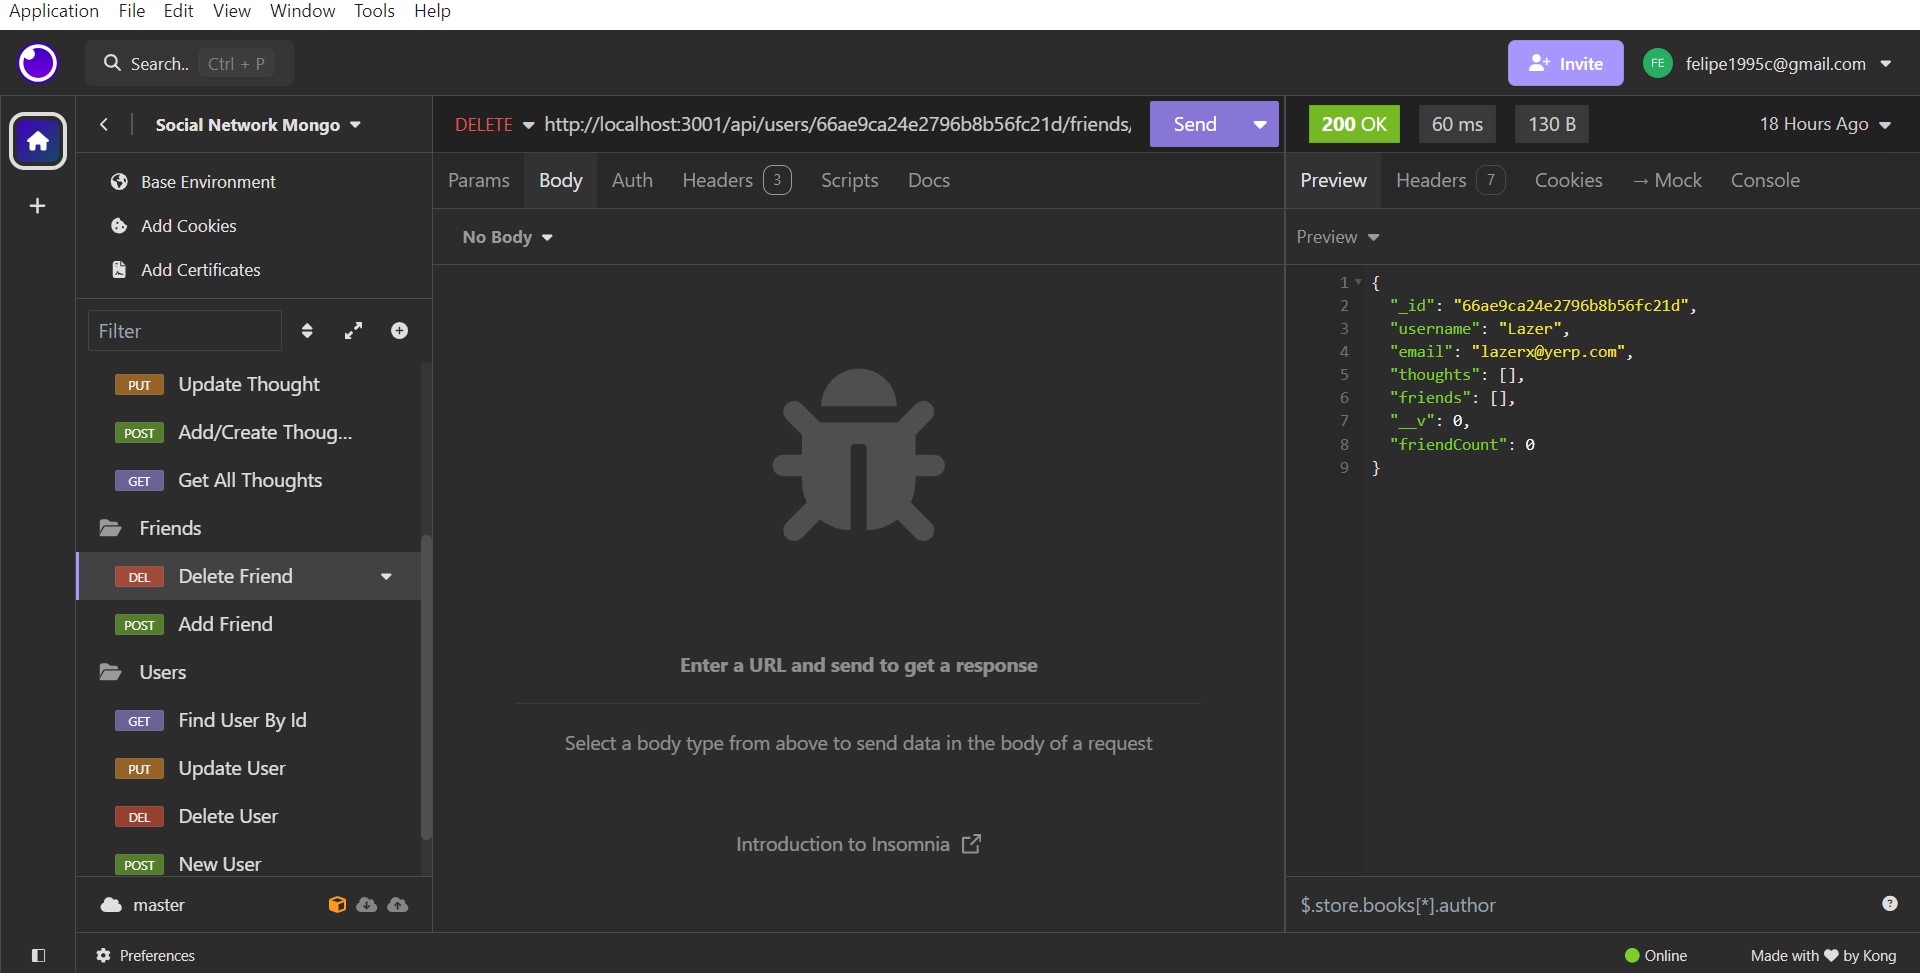 Application File Edit View Window Tools Help
Search.. Ctrl + P
Invite
FE felipe1995c@gmail.com
Social Network Mongo
Base Environment
Add Cookies
Add Certificates
Filter
PUT Update Thought
POST Add/Create Thoug...
GET Get All Thoughts
Friends
DEL Delete Friend
POST Add Friend
Users
GET Find User By Id
PUT Update User
DEL Delete User
POST New User
master
DELETE http://localhost:3001/api/users/66ae9ca24e2796b8b56fc21d/friends/
Send
Params Body Auth Headers 3 Scripts Docs
No Body
Enter a URL and send to get a response
Select a body type from above to send data in the body of a request
Introduction to Insomnia
200 OK 60 ms 130 B 18 Hours Ago
Preview Headers 7 Cookies → Mock Console
Preview
1 {
2 "_id": "66ae9ca24e2796b8b56fc21d",
3 "username": "Lazer",
4 "email": "lazerx@yerp.com",
5 "thoughts": [],
6 "friends": [],
7 "__v": 0,
8 "friendCount": 0
9 }
$.store.books[*].author
Preferences
Online
Made with ♥ by Kong